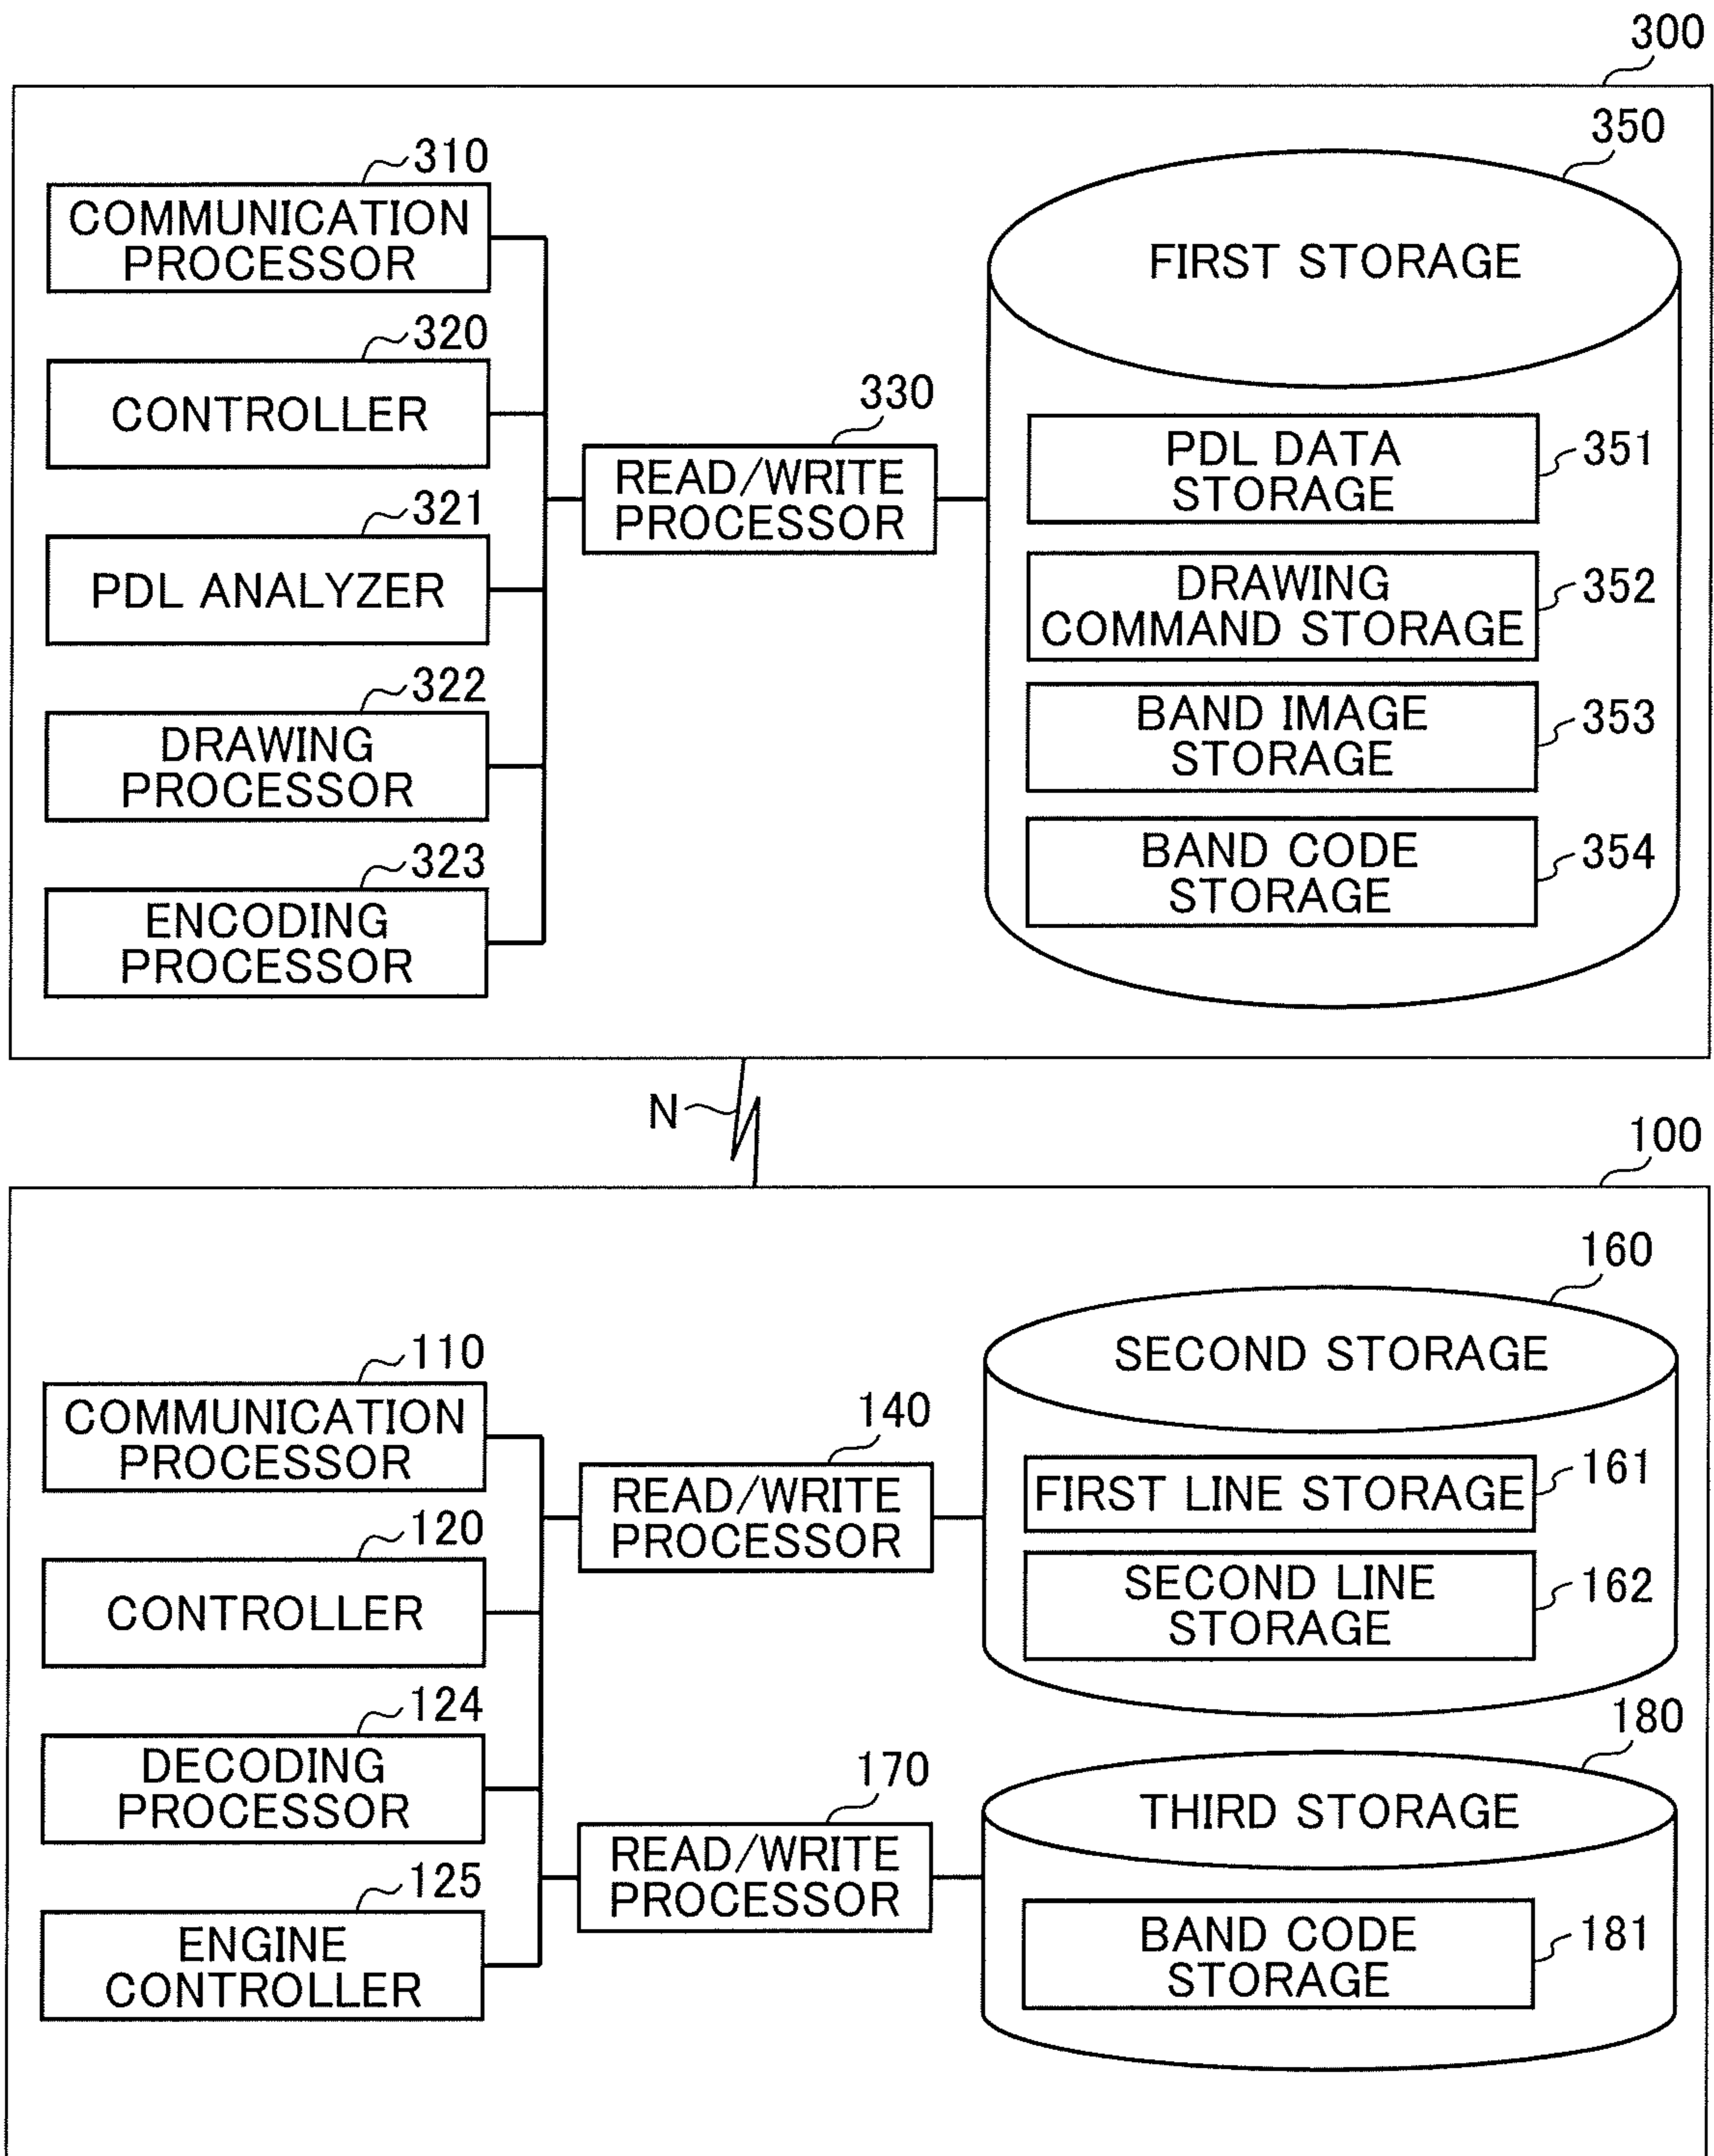 300
350
310
COMMUNICATION
PROCESSOR
FIRST STORAGE
320
CONTROLLER
330
READ/WRITE
PROCESSOR
PDL DATA
STORAGE
351
321
PDL ANALYZER
DRAWING
COMMAND STORAGE
352
322
DRAWING
PROCESSOR
BAND IMAGE
STORAGE
353
323
ENCODING
PROCESSOR
BAND CODE
STORAGE
354
N
100
160
SECOND STORAGE
110
COMMUNICATION
PROCESSOR
140
READ/WRITE
PROCESSOR
FIRST LINE STORAGE
161
120
CONTROLLER
SECOND LINE
STORAGE
162
124
DECODING
PROCESSOR
180
THIRD STORAGE
170
READ/WRITE
PROCESSOR
125
ENGINE
CONTROLLER
BAND CODE
STORAGE
181